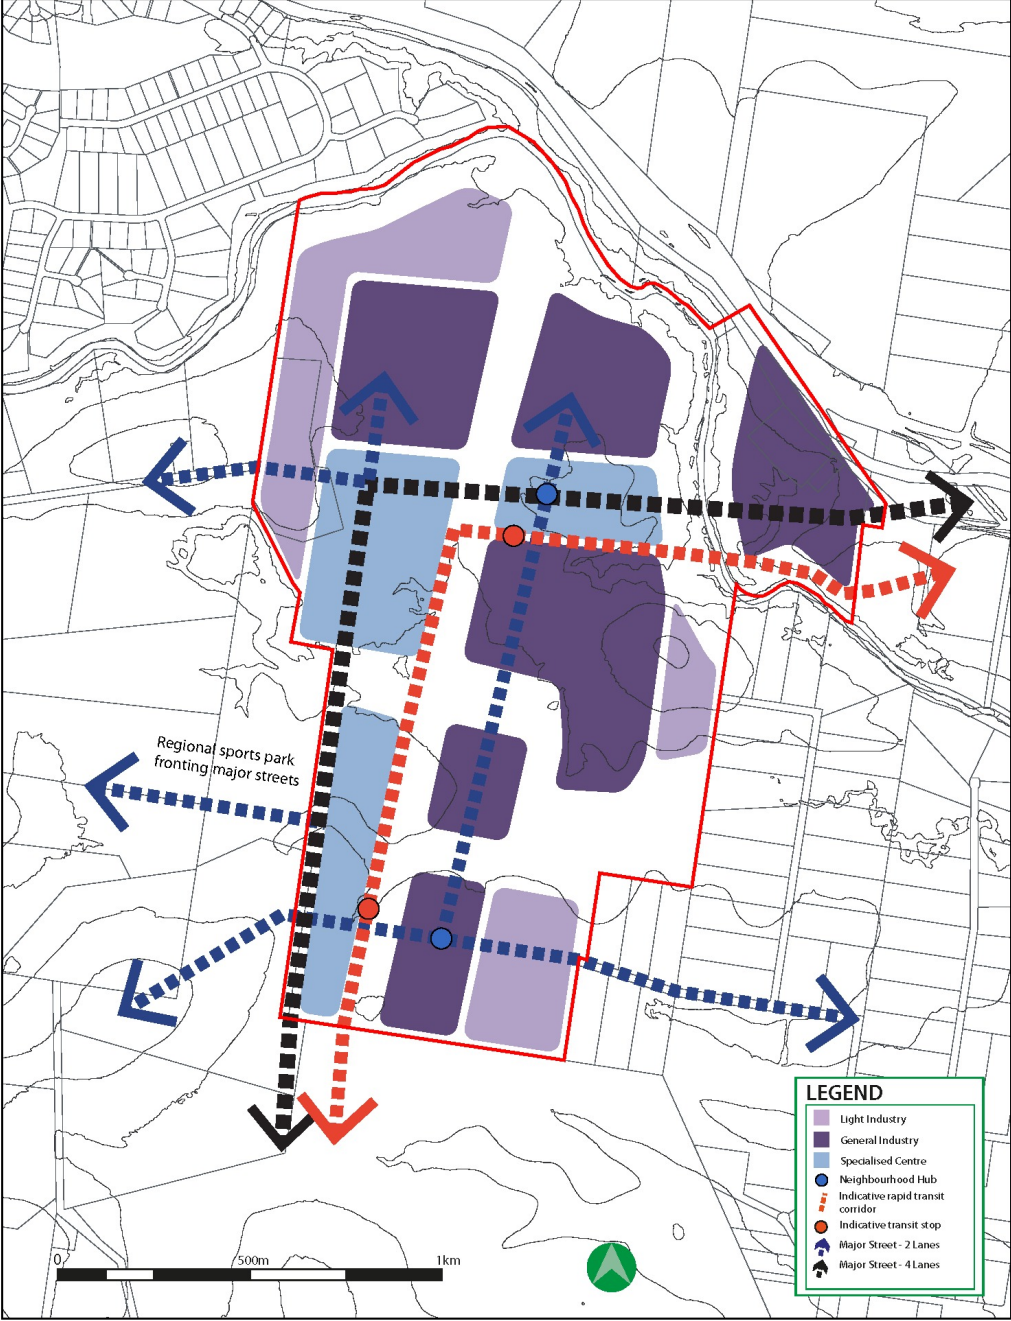 Regional sports park
fronting major streets
0
500m
1km
LEGEND
Light Industry
General Industry
Specialised Centre
Neighbourhood Hub
Indicative rapid transit
corridor
Indicative transit stop
Major Street - 2 Lanes
Major Street - 4 Lanes